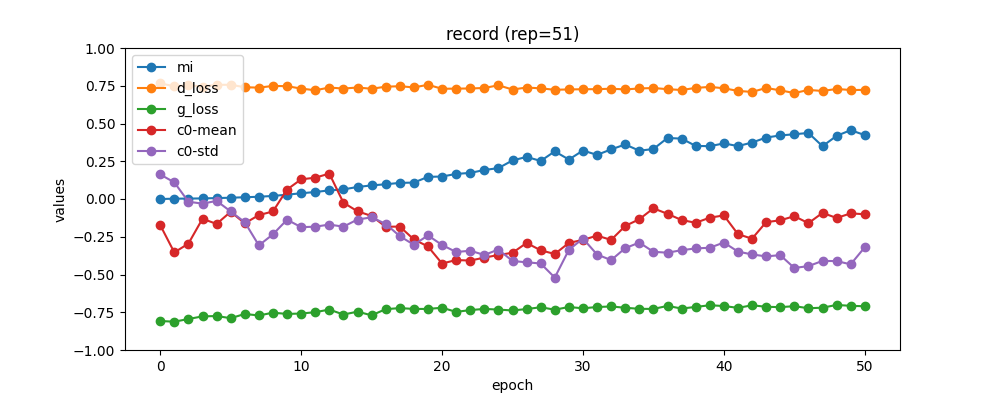 record (rep=51)
1.00
0.75
0.50
0.25
0.00
−0.25
−0.50
−0.75
−1.00
values
mi
d_loss
g_loss
c0-mean
c0-std
0 10 20 30 40 50
epoch